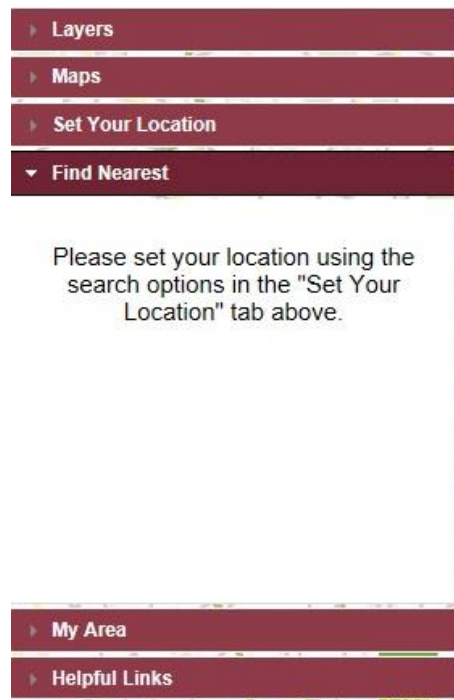 Layers
Maps
Set Your Location
Find Nearest
Please set your location using the
search options in the "Set Your
Location" tab above.
My Area
Helpful Links